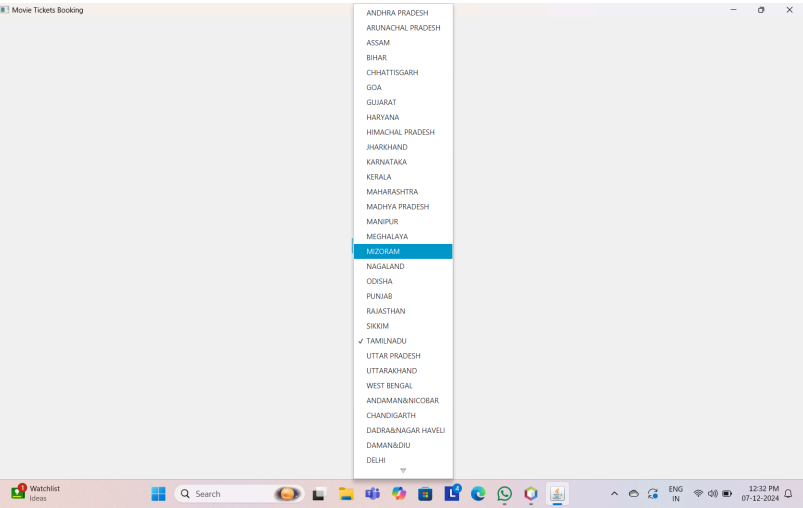 Movie Tickets Booking
ANDHRA PRADESH
ARUNACHAL PRADESH
ASSAM
BIHAR
CHHATTISGARH
GOA
GUJARAT
HARYANA
HIMACHAL PRADESH
JHARKHAND
KARNATAKA
KERALA
MAHARASHTRA
MADHYA PRADESH
MANIPUR
MEGHALAYA
MIZORAM
NAGALAND
ODISHA
PUNJAB
RAJASTHAN
SIKKIM
✓ TAMILNADU
UTTAR PRADESH
UTTARAKHAND
WEST BENGAL
ANDAMAN&NICOBAR
CHANDIGARTH
DADRA&NAGAR HAVELI
DAMAN&DIU
DELHI
1
Watchlist
Ideas
Search
L
4
ENG
IN
12:32 PM
07-12-2024